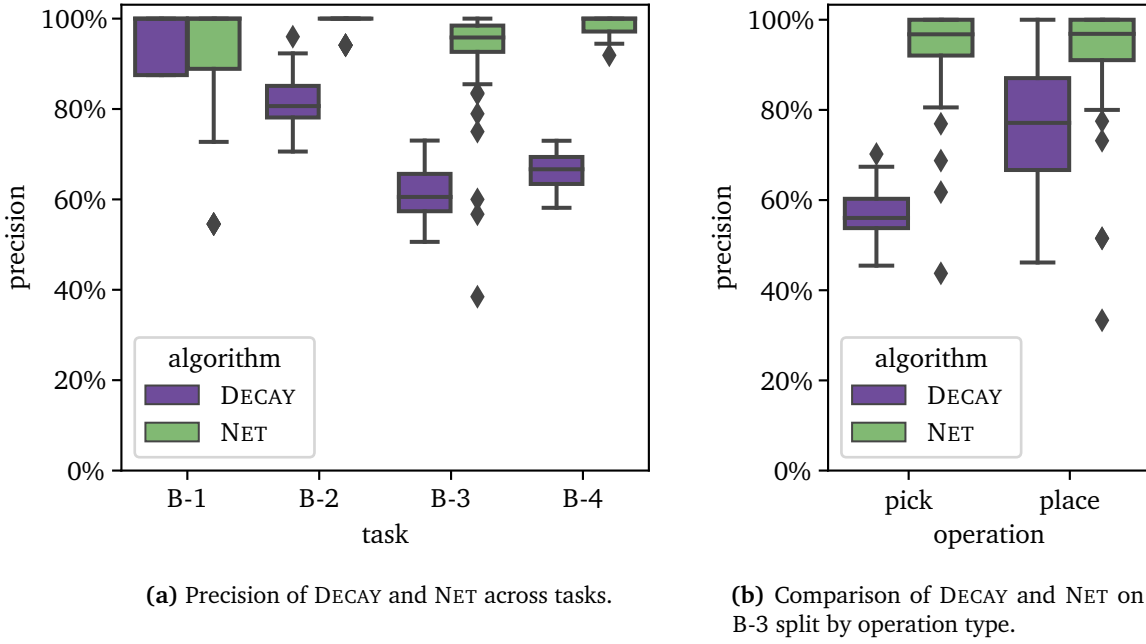 100%
80%
60%
40%
20%
0%
precision
algorithm
DECAY
NET
B-1
B-2
B-3
B-4
task
(a) Precision of DECAY and NET across tasks.
100%
80%
60%
40%
20%
0%
precision
algorithm
DECAY
NET
pick
place
operation
(b) Comparison of DECAY and NET on
B-3 split by operation type.